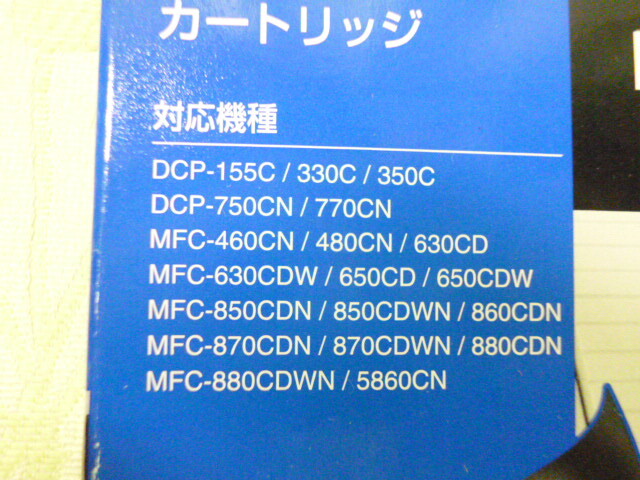 カートリッジ
対応機種
DCP-155C / 330C / 350C
DCP-750CN / 770CN
MFC-460CN / 480CN / 630CD
MFC-630CDW / 650CD / 650CDW
MFC-850CDN / 850CDWN / 860CDN
MFC-870CDN / 870CDWN / 880CDN
MFC-880CDWN / 5860CN